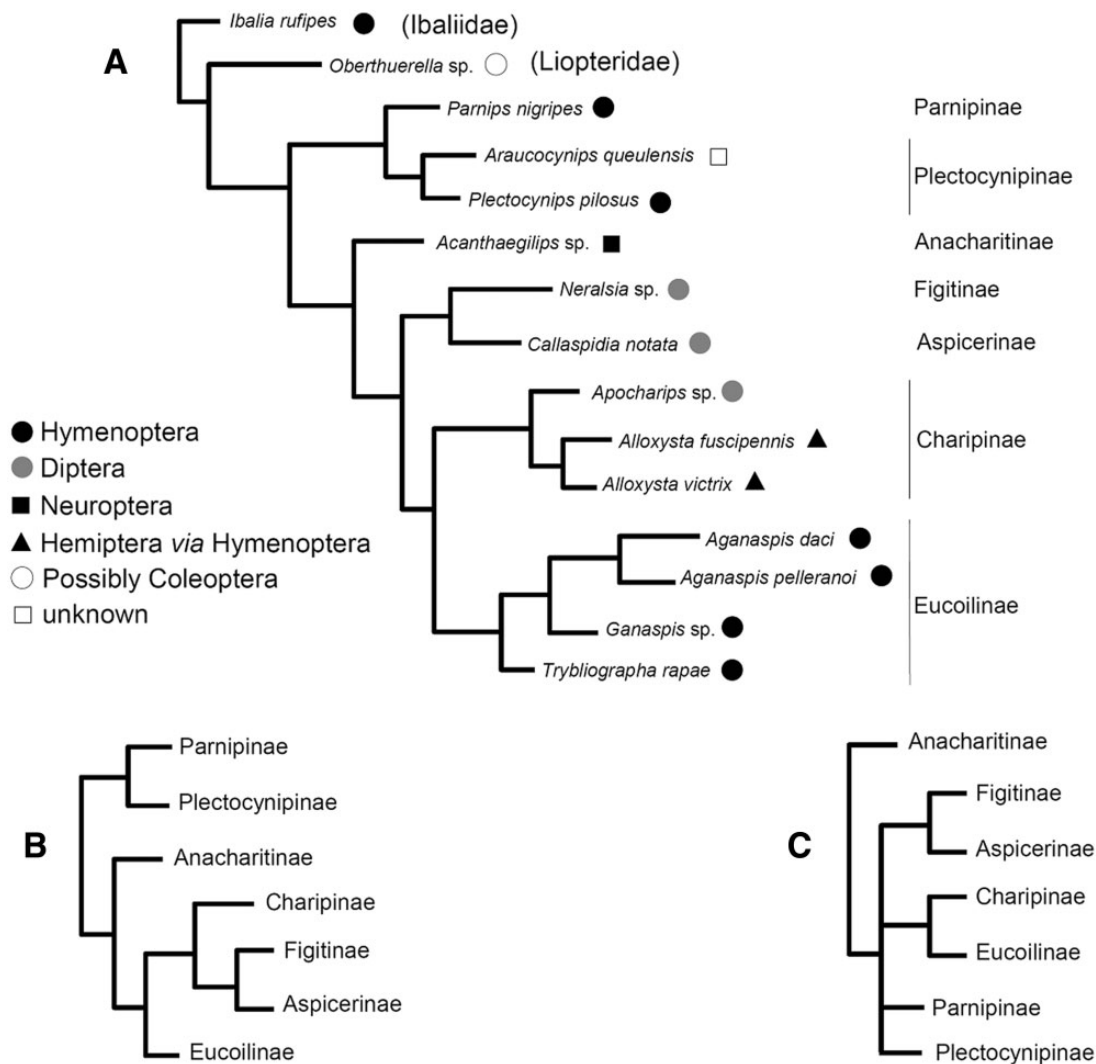 Ibalia rufipes (Ibaliidae)
A
Oberthuerella sp. (Liopteridae)
Parnips nigripes Parnipinae
Araucocynips queulensis
Plectocynipinae
Plectocynips pilosus
Acanthaegilips sp. Anacharitinae
Neralsia sp. Figitinae
Callaspidia notata Aspicerinae
Apocharips sp.
Alloxysta fuscipennis Charipinae
Alloxysta victrix
Aganaspis daci
Aganaspis pelleranoi
Eucoilinae
Ganaspis sp.
Trybliographa rapae
Hymenoptera
Diptera
Neuroptera
Hemiptera via Hymenoptera
Possibly Coleoptera
unknown
B
Parnipinae
Plectocynipinae
Anacharitinae
Charipinae
Figitinae
Aspicerinae
Eucoilinae
C
Anacharitinae
Figitinae
Aspicerinae
Charipinae
Eucoilinae
Parnipinae
Plectocynipinae